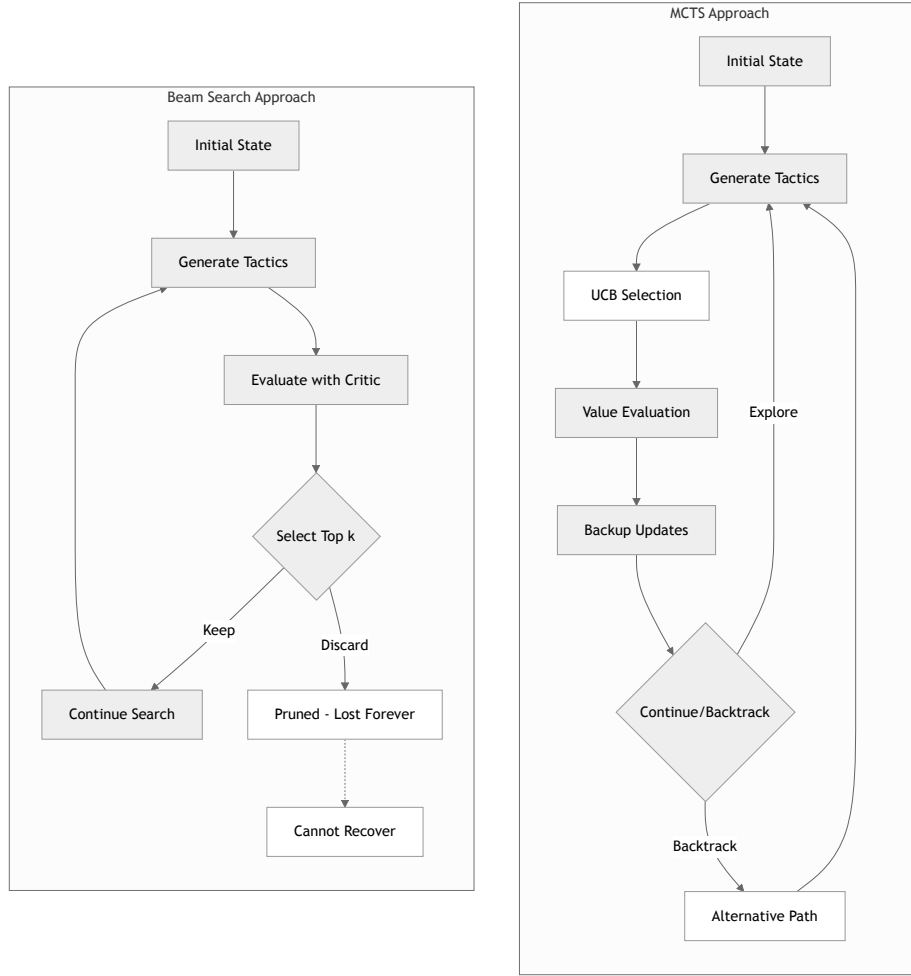 Beam Search Approach
Initial State
Generate Tactics
Evaluate with Critic
Select Top k
Keep
Discard
Continue Search
Pruned - Lost Forever
Cannot Recover
MCTS Approach
Initial State
Generate Tactics
UCB Selection
Value Evaluation
Explore
Backup Updates
Continue/Backtrack
Backtrack
Alternative Path